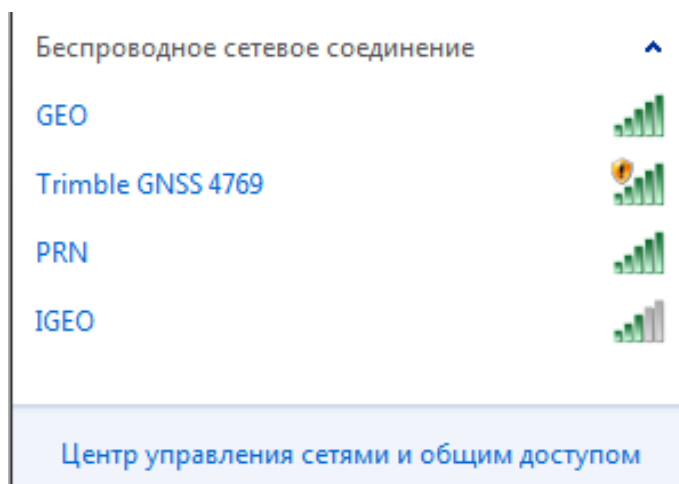 Беспроводное сетевое соединение
GEO
Trimble GNSS 4769
PRN
IGEO
Центр управления сетями и общим доступом